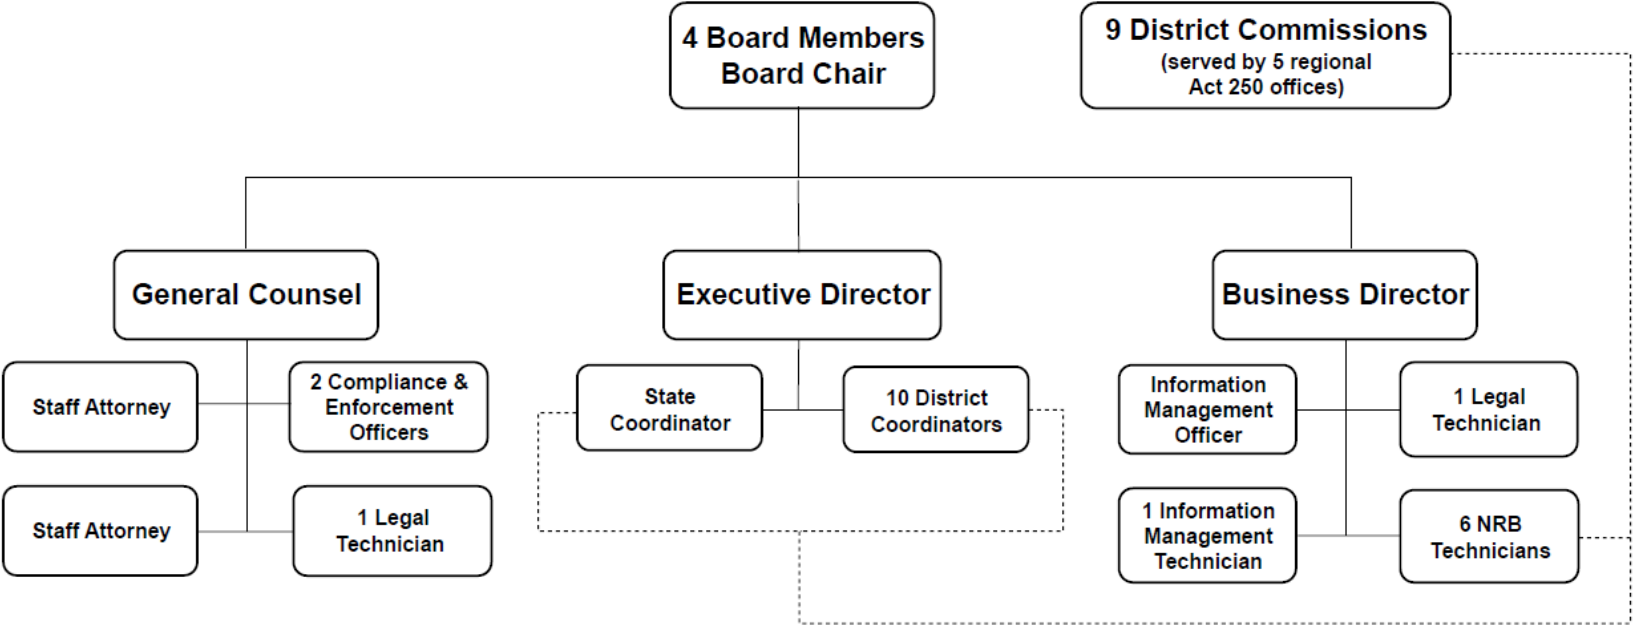 4 Board Members
Board Chair
9 District Commissions
(served by 5 regional
Act 250 offices)
General Counsel
Executive Director
Business Director
Staff Attorney
2 Compliance &
Enforcement
Officers
State
Coordinator
10 District
Coordinators
Information
Management
Officer
1 Legal
Technician
Staff Attorney
1 Legal
Technician
1 Information
Management
Technician
6 NRB
Technicians